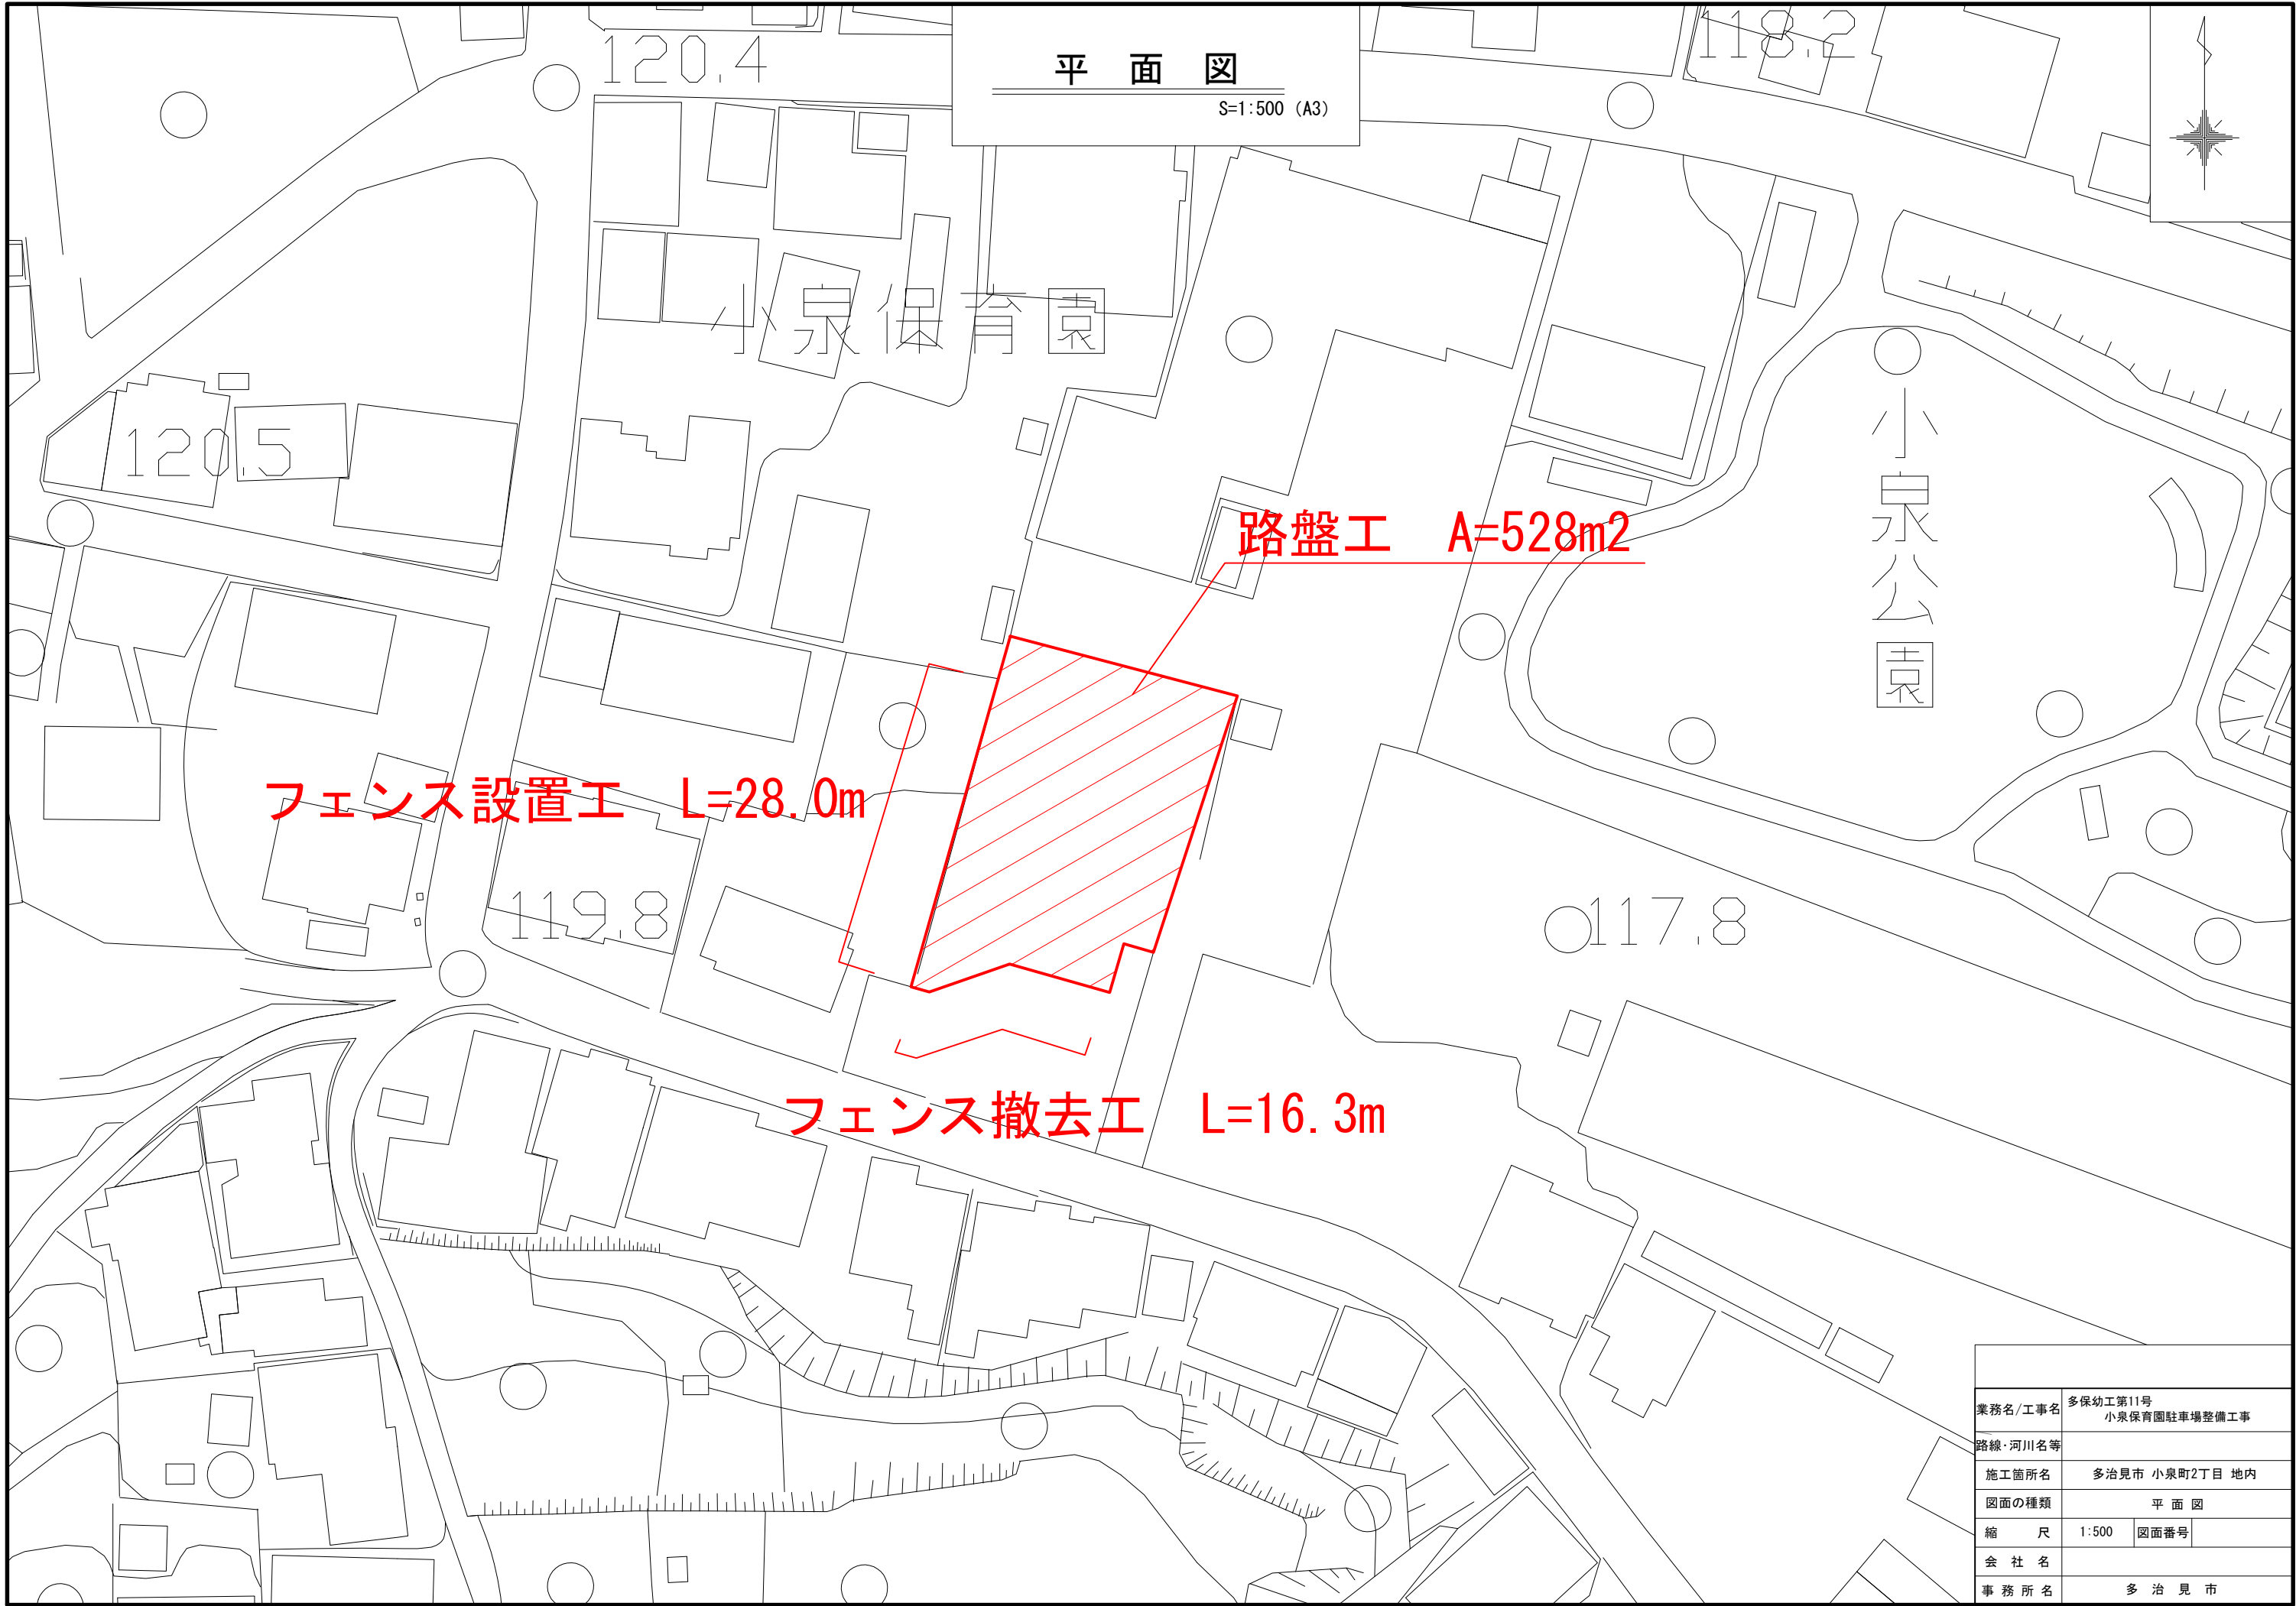 平面図
S=1:500 (A3)
120.4
118.2
小泉保育園
120.5
小泉公園
路盤工 A=528m2
フェンス設置工 L=28.0m
119.8
117.8
フェンス撤去工 L=16.3m
業務名/工事名 多保幼工第11号
小泉保育園駐車場整備工事
路線・河川名等
施工箇所名 多治見市 小泉町2丁目 地内
図面の種類 平面図
縮尺 1:500 図面番号
会社名
事務所名 多治見市